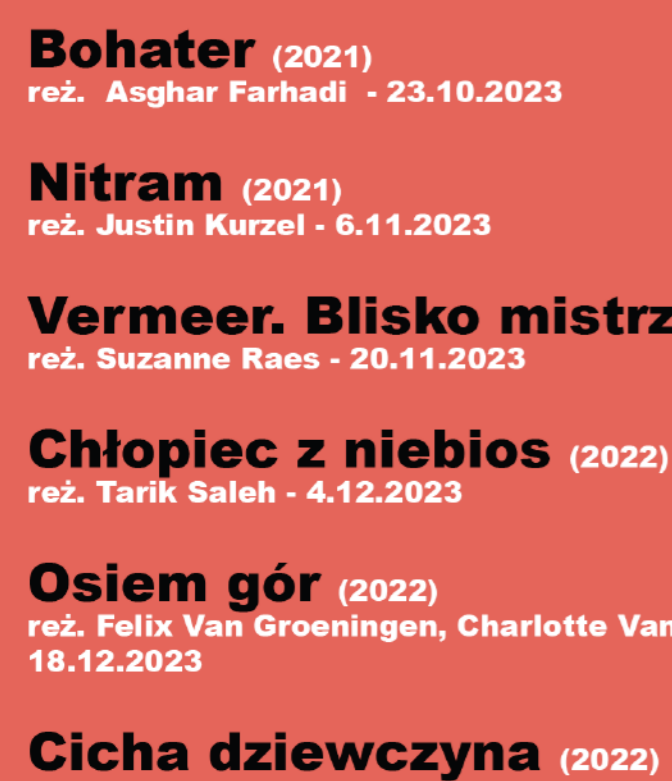 Bohater (2021)
reż. Asghar Farhadi - 23.10.2023
Nitram (2021)
reż. Justin Kurzel - 6.11.2023
Vermeer. Blisko mistrz
reż. Suzanne Raes - 20.11.2023
Chłopiec z niebios (2022)
reż. Tarik Saleh - 4.12.2023
Osiem gór (2022)
reż. Felix Van Groeningen, Charlotte Van
18.12.2023
Cicha dziewczyna (2022)